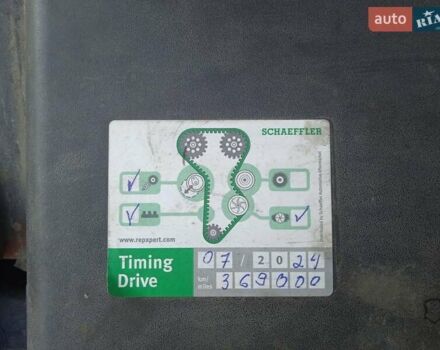 auto RIA
SCHAEFFLER
www.repxpert.com
Timing
Drive
07/2024
km/
miles
369000